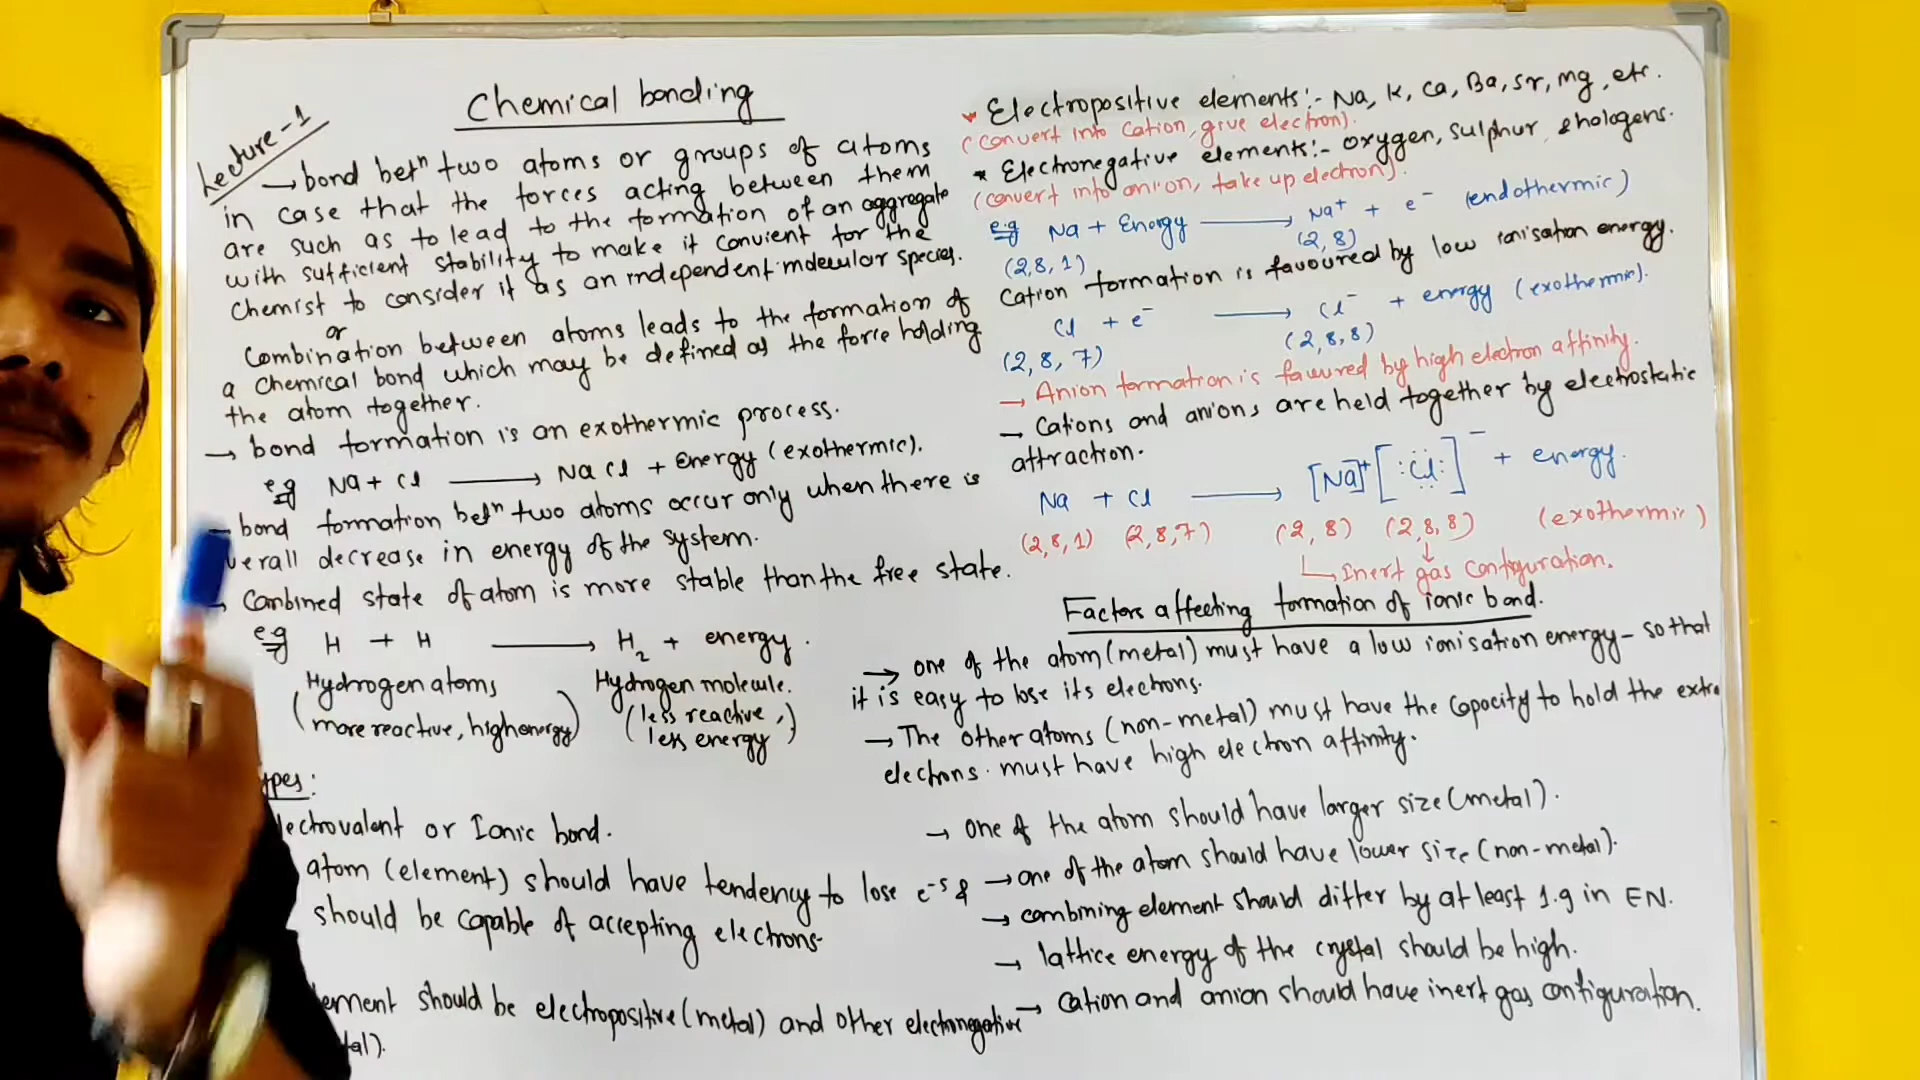 Lecture-1
Chemical bonding
→ bond betⁿ two atoms or groups of atoms
in case that the forces acting between them
are such as to lead to the formation of an aggregate
with sufficient stability to make it convient for the
Chemist to consider it as an independent molecular species.
or
Combination between atoms leads to the formation of
a chemical bond which may be defined as the force holding
the atom together.
→ bond formation is an exothermic process.
e.g Na + Cl ⟶ NaCl + Energy (exothermic).
bond formation betⁿ two atoms occur only when there is
verall decrease in energy of the system.
Combined state of atom is more stable than the free state.
e.g H + H ⟶ H₂ + energy.
Hydrogen atoms Hydrogen molecule.
(more reactive, high energy) (less reactive,
less energy)
ypes:
lectrovalent or Ionic bond.
atom (element) should have tendency to lose e⁻s &
should be capable of accepting electrons.
lement should be electropositive (metal) and other electronegative
tal).
* Electropositive elements:- Na, K, Ca, Ba, Sr, Mg, etc.
(convert into cation, give electron).
* Electronegative elements:- oxygen, sulphur, & halogens.
(convert into anion, take up electron).
e.g Na + Energy ⟶ Na⁺ + e⁻ (endothermic)
(2,8,1) (2,8)
Cation formation is favoured by low ionisation energy.
Cl + e⁻ ⟶ Cl⁻ + energy (exothermic).
(2,8,7) (2,8,8)
→ Anion formation is favured by high electron affinity.
→ Cations and anions are held together by electrostatic
attraction.
Na + Cl ⟶ [Na]⁺ [:Cl:]⁻ + energy.
(2,8,1) (2,8,7) (2,8) (2,8,8) (exothermic)
Inert gas configuration.
Factors affecting formation of ionic bond.
→ one of the atom (metal) must have a low ionisation energy - so that
it is easy to lose its electrons.
→ The other atoms (non-metal) must have the capacity to hold the extra
electrons. must have high electron affinity.
→ one of the atom should have larger size (metal).
→ one of the atom should have lower size (non-metal).
→ combining element should differ by at least 1.9 in EN.
→ lattice energy of the crystal should be high.
→ cation and anion should have inert gas configuration.